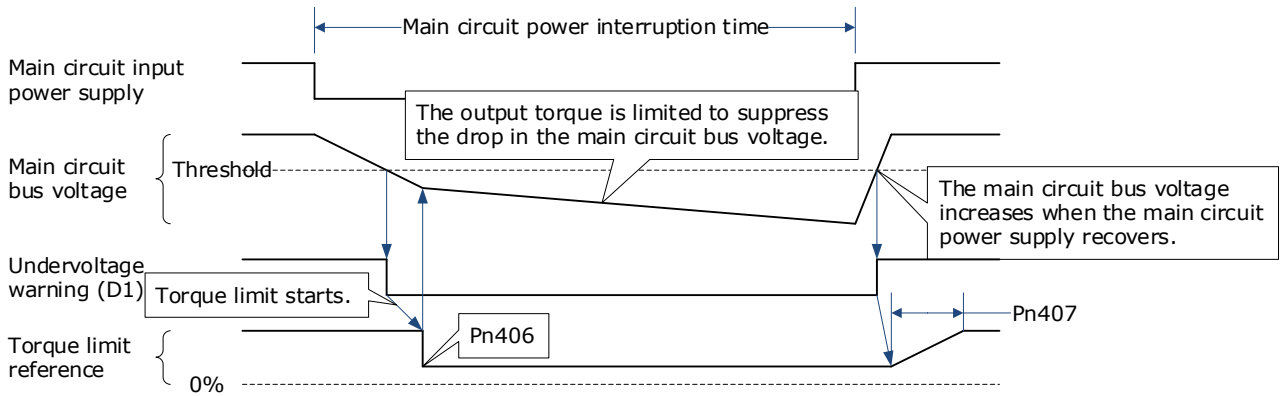 Main circuit power interruption time
Main circuit input
power supply
The output torque is limited to suppress
the drop in the main circuit bus voltage.
Main circuit
bus voltage
Threshold
The main circuit bus voltage
increases when the main circuit
power supply recovers.
Undervoltage
warning (D1)
Torque limit starts.
Pn406
Pn407
Torque limit
reference
0%